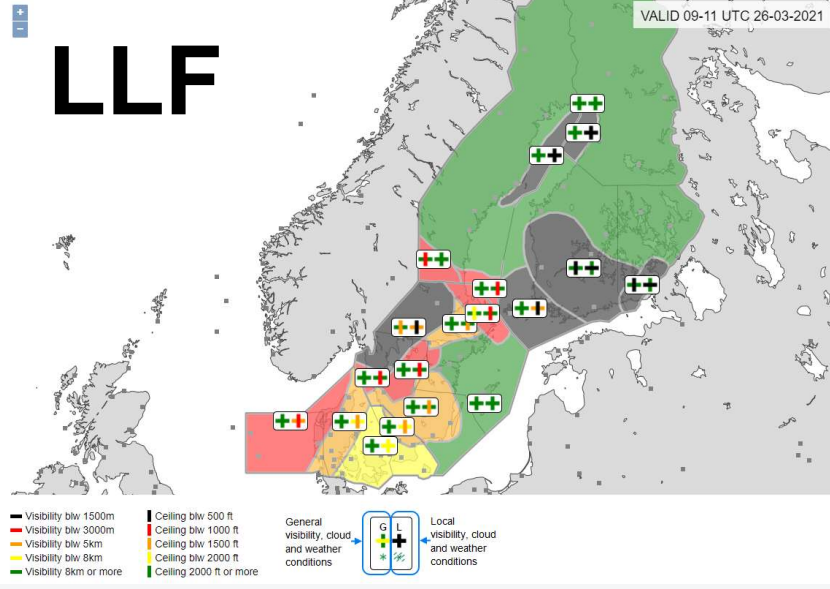 +
−
VALID 09-11 UTC 26-03-2021
LLF
Visibility blw 1500m
Visibility blw 3000m
Visibility blw 5km
Visibility blw 8km
Visibility 8km or more
Ceiling blw 500 ft
Ceiling blw 1000 ft
Ceiling blw 1500 ft
Ceiling blw 2000 ft
Ceiling 2000 ft or more
General
visibility, cloud
and weather
conditions
G L
Local
visibility, cloud
and weather
conditions